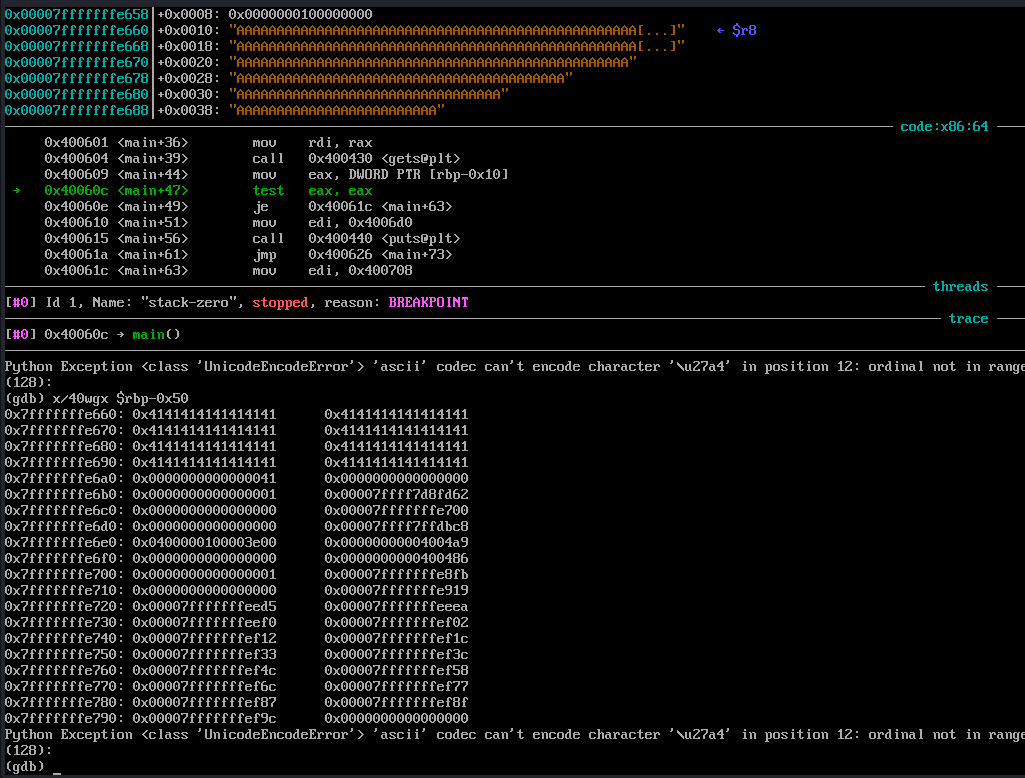 0x00007fffffffe658│+0x0008: 0x0000000100000000
0x00007fffffffe660│+0x0010: "AAAAAAAAAAAAAAAAAAAAAAAAAAAAAAAAAAAAAAAAAAAAAAAAAA[...]" ← $r8
0x00007fffffffe668│+0x0018: "AAAAAAAAAAAAAAAAAAAAAAAAAAAAAAAAAAAAAAAAAAAAAAAAAA[...]"
0x00007fffffffe670│+0x0020: "AAAAAAAAAAAAAAAAAAAAAAAAAAAAAAAAAAAAAAAAAAAAAAAAA"
0x00007fffffffe678│+0x0028: "AAAAAAAAAAAAAAAAAAAAAAAAAAAAAAAAAAAAAAAAA"
0x00007fffffffe680│+0x0030: "AAAAAAAAAAAAAAAAAAAAAAAAAAAAAAAAA"
0x00007fffffffe688│+0x0038: "AAAAAAAAAAAAAAAAAAAAAAAAA"
code:x86:64
0x400601 <main+36> mov rdi, rax
0x400604 <main+39> call 0x400430 <gets@plt>
0x400609 <main+44> mov eax, DWORD PTR [rbp-0x10]
→ 0x40060c <main+47> test eax, eax
0x40060e <main+49> je 0x40061c <main+63>
0x400610 <main+51> mov edi, 0x4006d0
0x400615 <main+56> call 0x400440 <puts@plt>
0x40061a <main+61> jmp 0x400626 <main+73>
0x40061c <main+63> mov edi, 0x400708
threads
[#0] Id 1, Name: "stack-zero", stopped, reason: BREAKPOINT
trace
[#0] 0x40060c → main()
Python Exception <class 'UnicodeEncodeError'> 'ascii' codec can't encode character '\u27a4' in position 12: ordinal not in range
(128):
(gdb) x/40wgx $rbp-0x50
0x7fffffffe660: 0x4141414141414141 0x4141414141414141
0x7fffffffe670: 0x4141414141414141 0x4141414141414141
0x7fffffffe680: 0x4141414141414141 0x4141414141414141
0x7fffffffe690: 0x4141414141414141 0x4141414141414141
0x7fffffffe6a0: 0x0000000000000041 0x0000000000000000
0x7fffffffe6b0: 0x0000000000000001 0x00007ffff7d8fd62
0x7fffffffe6c0: 0x0000000000000000 0x00007fffffffe700
0x7fffffffe6d0: 0x0000000000000000 0x00007ffff7ffdbc8
0x7fffffffe6e0: 0x0400000100003e00 0x00000000004004a9
0x7fffffffe6f0: 0x0000000000000000 0x0000000000400486
0x7fffffffe700: 0x0000000000000001 0x00007fffffffe8fb
0x7fffffffe710: 0x0000000000000000 0x00007fffffffe919
0x7fffffffe720: 0x00007fffffffeed5 0x00007fffffffeeea
0x7fffffffe730: 0x00007fffffffeef0 0x00007fffffffef02
0x7fffffffe740: 0x00007fffffffef12 0x00007fffffffef1c
0x7fffffffe750: 0x00007fffffffef33 0x00007fffffffef3c
0x7fffffffe760: 0x00007fffffffef4c 0x00007fffffffef58
0x7fffffffe770: 0x00007fffffffef6c 0x00007fffffffef77
0x7fffffffe780: 0x00007fffffffef87 0x00007fffffffef8f
0x7fffffffe790: 0x00007fffffffef9c 0x0000000000000000
Python Exception <class 'UnicodeEncodeError'> 'ascii' codec can't encode character '\u27a4' in position 12: ordinal not in range
(128):
(gdb) _